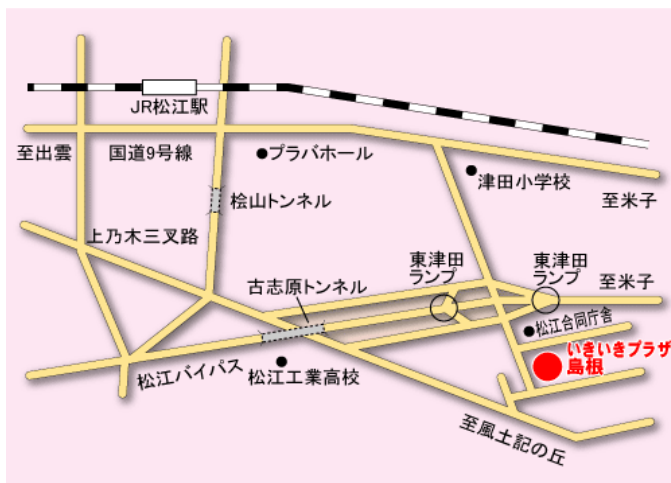 JR松江駅
至出雲
国道9号線
プラバホール
津田小学校
至米子
桧山トンネル
上乃木三叉路
古志原トンネル
東津田
ランプ
東津田
ランプ
至米子
松江合同庁舎
いきいきプラザ
島根
松江バイパス
松江工業高校
至風土記の丘